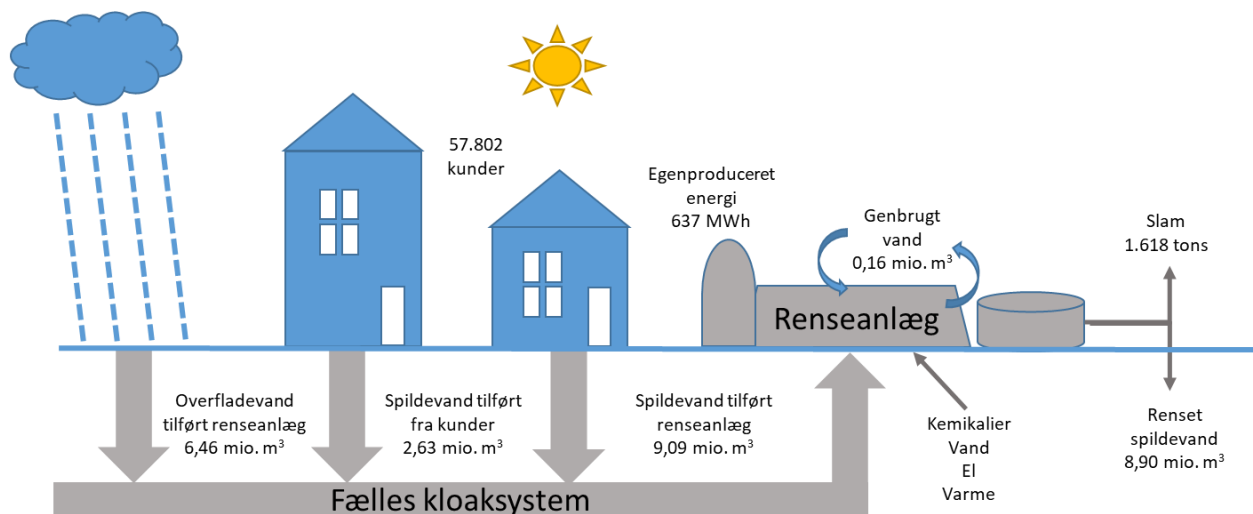 57.802
kunder
Egenproduceret
energi
637 MWh
Genbrugt
vand
0,16 mio. m³
Slam
1.618 tons
Renseanlæg
Overfladevand
tilført renseanlæg
6,46 mio. m³
Spildevand tilført
fra kunder
2,63 mio. m³
Spildevand tilført
renseanlæg
9,09 mio. m³
Kemikalier
Vand
El
Varme
Renset
spildevand
8,90 mio. m³
Fælles kloaksystem